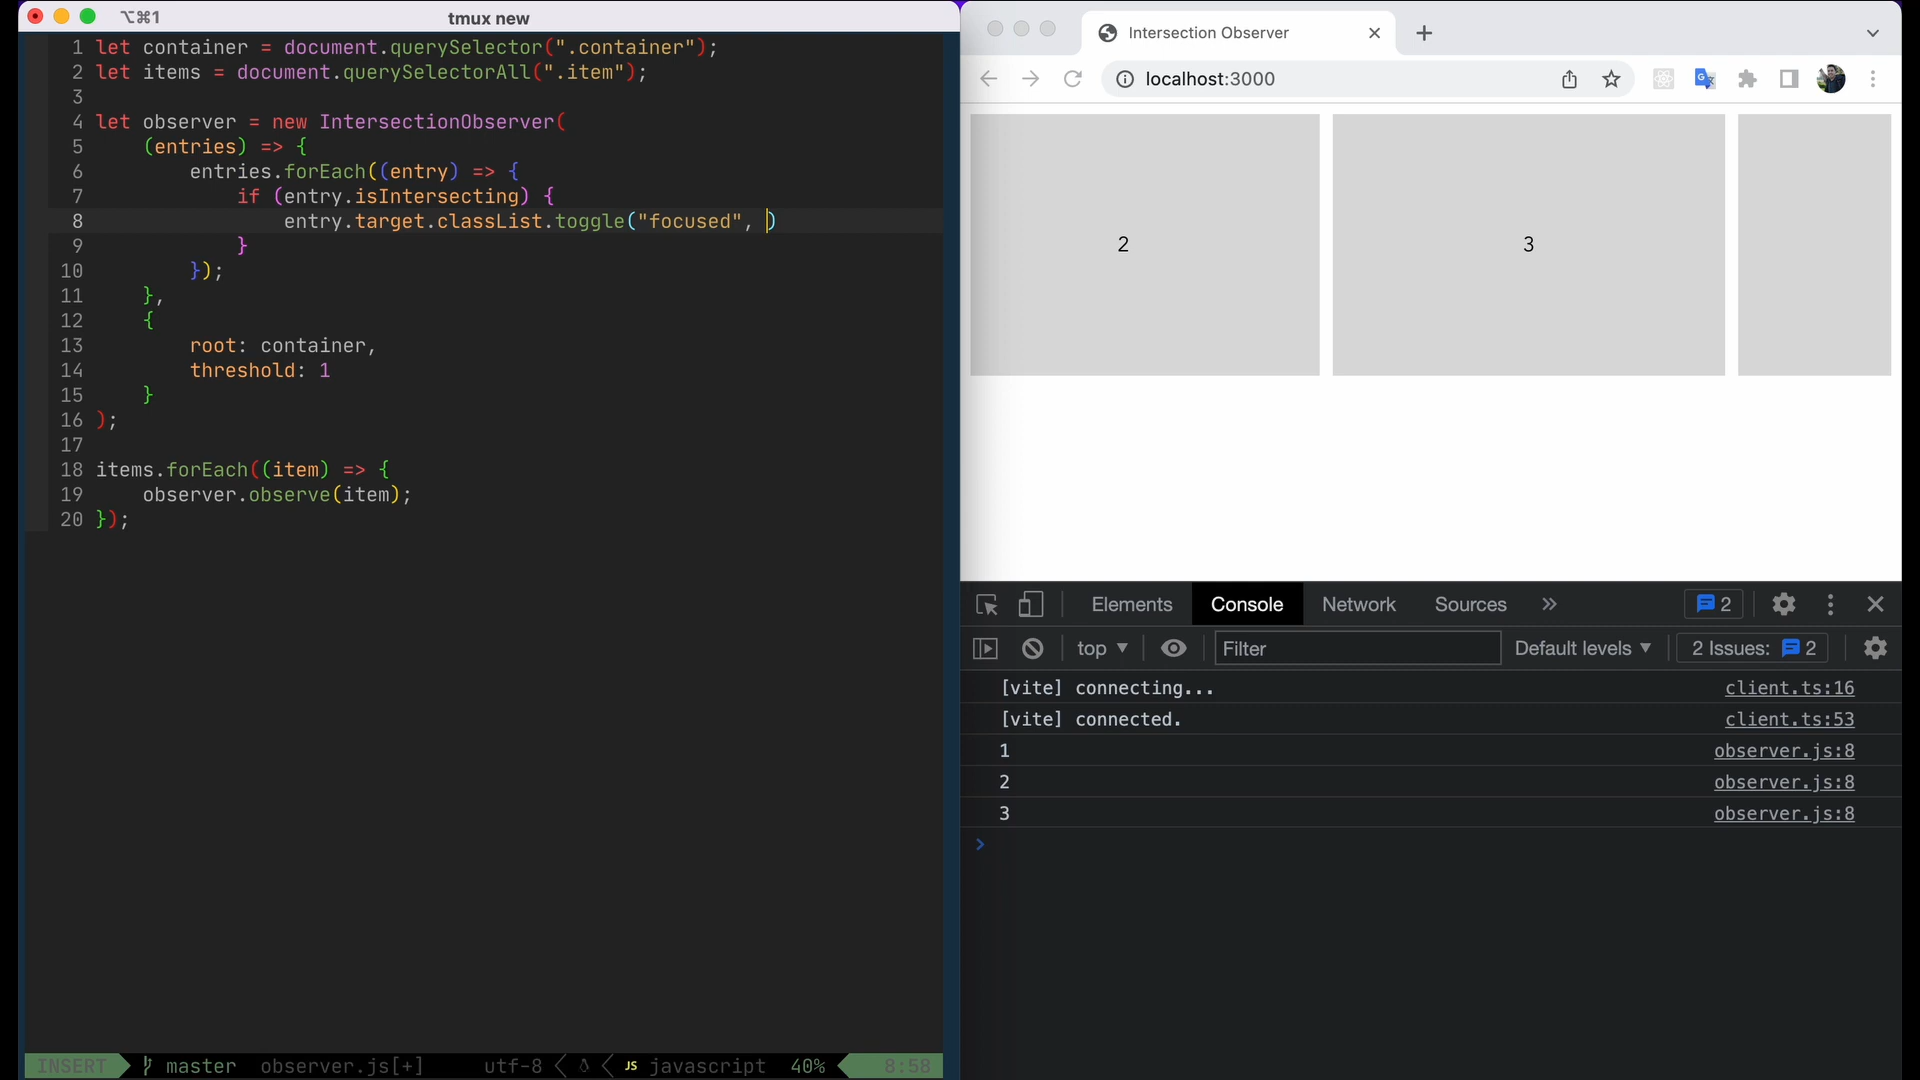 ⌥⌘1 tmux new
1 let container = document.querySelector(".container");
2 let items = document.querySelectorAll(".item");
3
4 let observer = new IntersectionObserver(
5 (entries) => {
6 entries.forEach((entry) => {
7 if (entry.isIntersecting) {
8 entry.target.classList.toggle("focused", )
9 }
10 });
11 },
12 {
13 root: container,
14 threshold: 1
15 }
16 );
17
18 items.forEach((item) => {
19 observer.observe(item);
20 });
INSERT master observer.js[+] utf-8 JS javascript 40% 8:58
Intersection Observer
localhost:3000
2 3
Elements Console Network Sources » 2
top Filter Default levels 2 Issues: 2
[vite] connecting... client.ts:16
[vite] connected. client.ts:53
1 observer.js:8
2 observer.js:8
3 observer.js:8